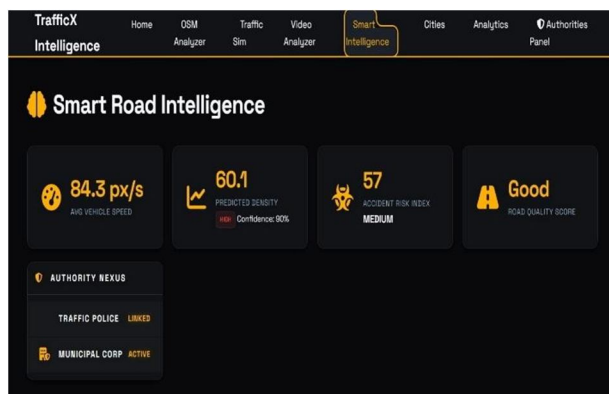 TrafficX Intelligence
Home
OSM Analyzer
Traffic Sim
Video Analyzer
Smart Intelligence
Cities
Analytics
Authorities Panel
Smart Road Intelligence
84.3 px/s
AVG VEHICLE SPEED
60.1
PREDICTED DENSITY
HIGH Confidence: 90%
57
ACCIDENT RISK INDEX
MEDIUM
Good
ROAD QUALITY SCORE
AUTHORITY NEXUS
TRAFFIC POLICE LINKED
MUNICIPAL CORP ACTIVE